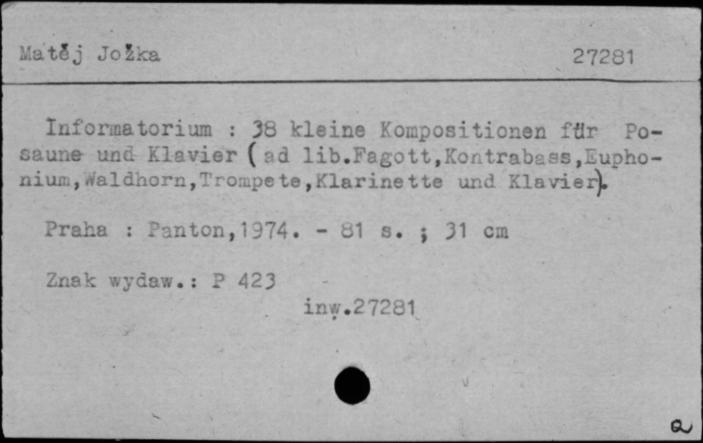 Matěj Jožka 27281
Informatorium : 38 kleine Kompositionen für Po-
saune und Klavier (ad lib.Fagott,Kontrabass,Eupho-
nium,Waldhorn,Trompete,Klarinette und Klavier).
Praha : Panton,1974. - 81 s. ; 31 cm
Znak wydaw.: P 423
inw.27281